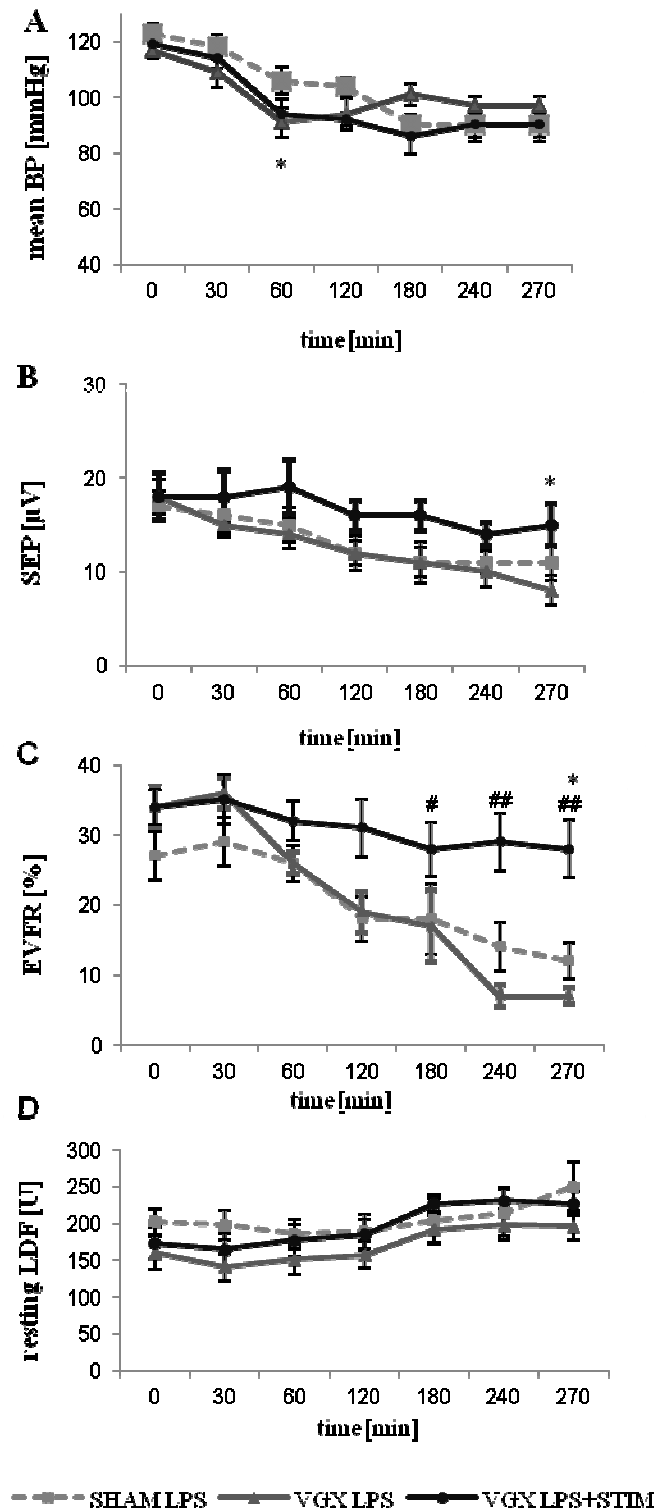 A
mean BP [mmHg]
120
100
80
60
40
*
0 30 60 120 180 240 270
time[min]
B
SEP [µV]
30
20
10
0
*
0 30 60 120 180 240 270
time[min]
C
EVFR [%]
40
30
20
10
0
# ## *
##
0 30 60 120 180 240 270
time[min]
D
resting LDF [U]
300
250
200
150
100
50
0
0 30 60 120 180 240 270
time[min]
SHAM LPS VGX LPS VGX LPS+STIM